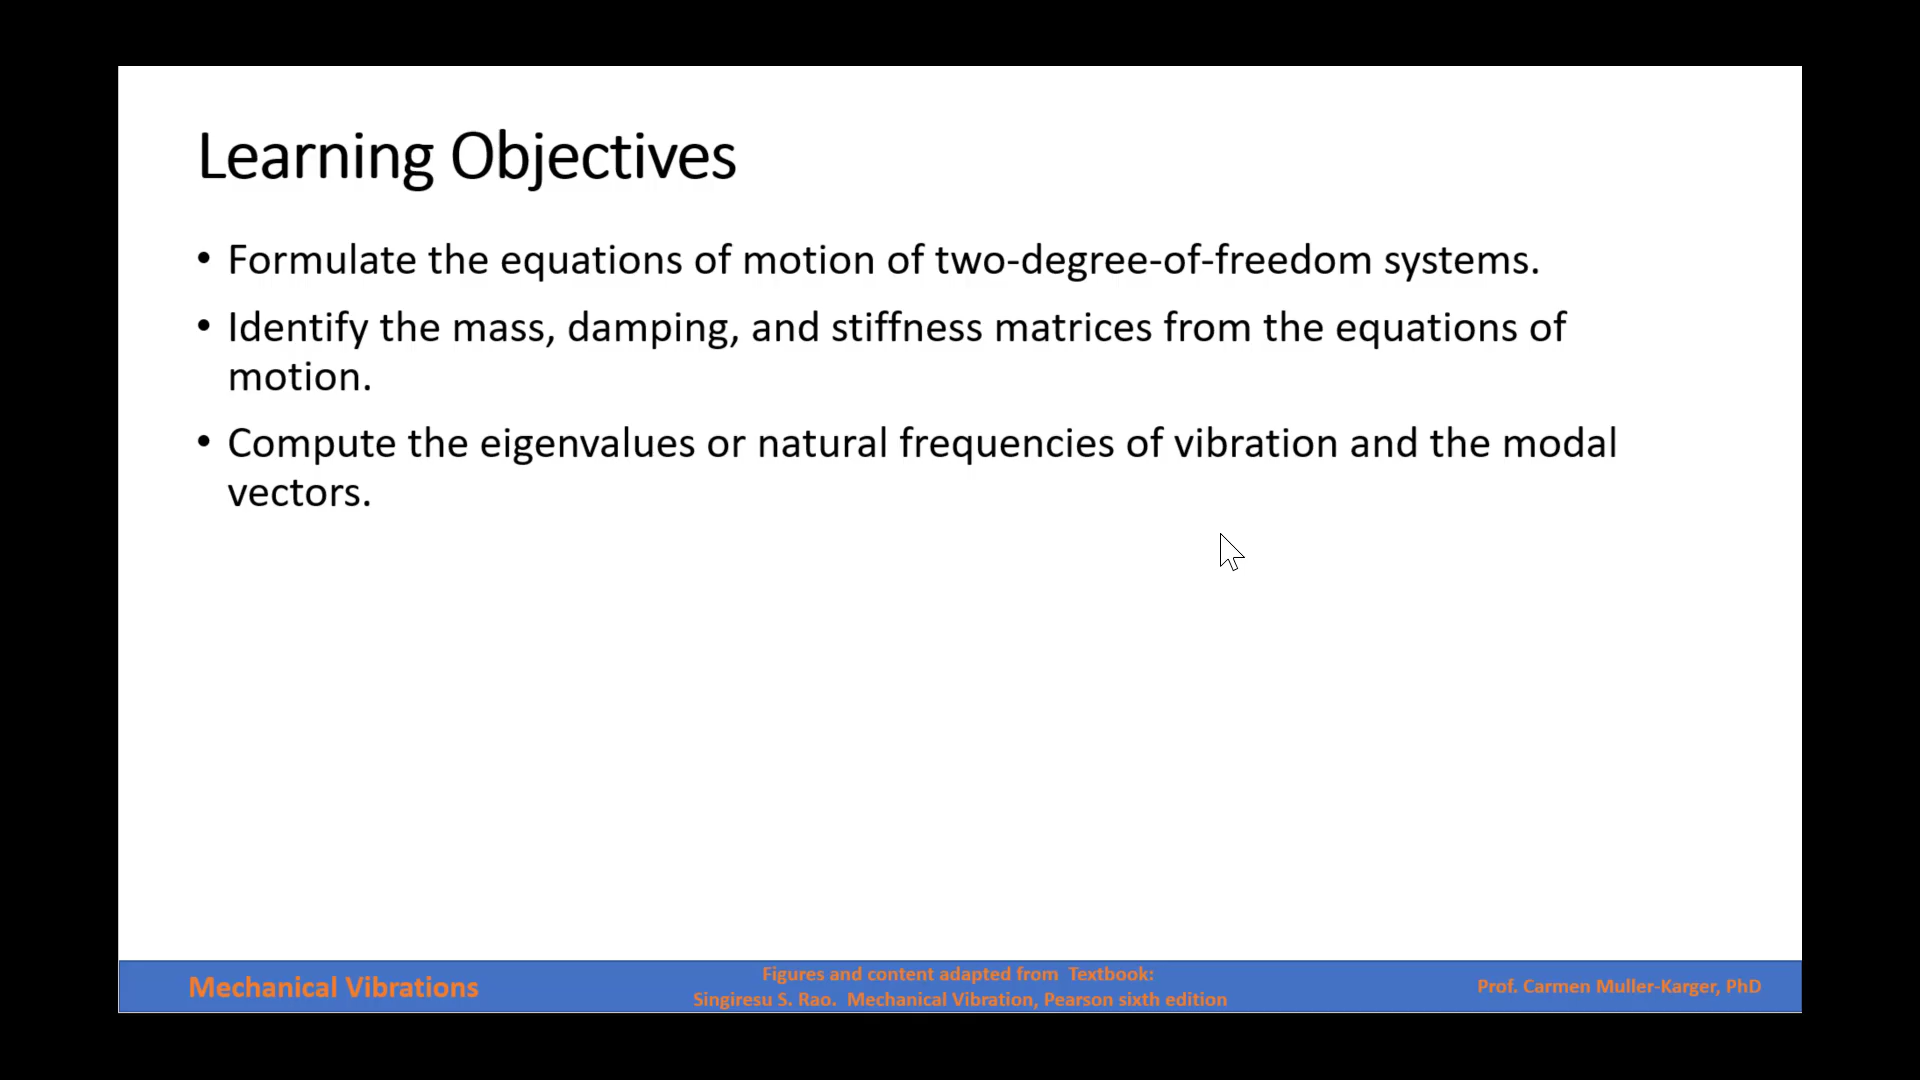 Learning Objectives
• Formulate the equations of motion of two-degree-of-freedom systems.
• Identify the mass, damping, and stiffness matrices from the equations of
motion.
• Compute the eigenvalues or natural frequencies of vibration and the modal
vectors.
Mechanical Vibrations
Figures and content adapted from Textbook:
Singiresu S. Rao. Mechanical Vibration, Pearson sixth edition
Prof. Carmen Muller-Karger, PhD